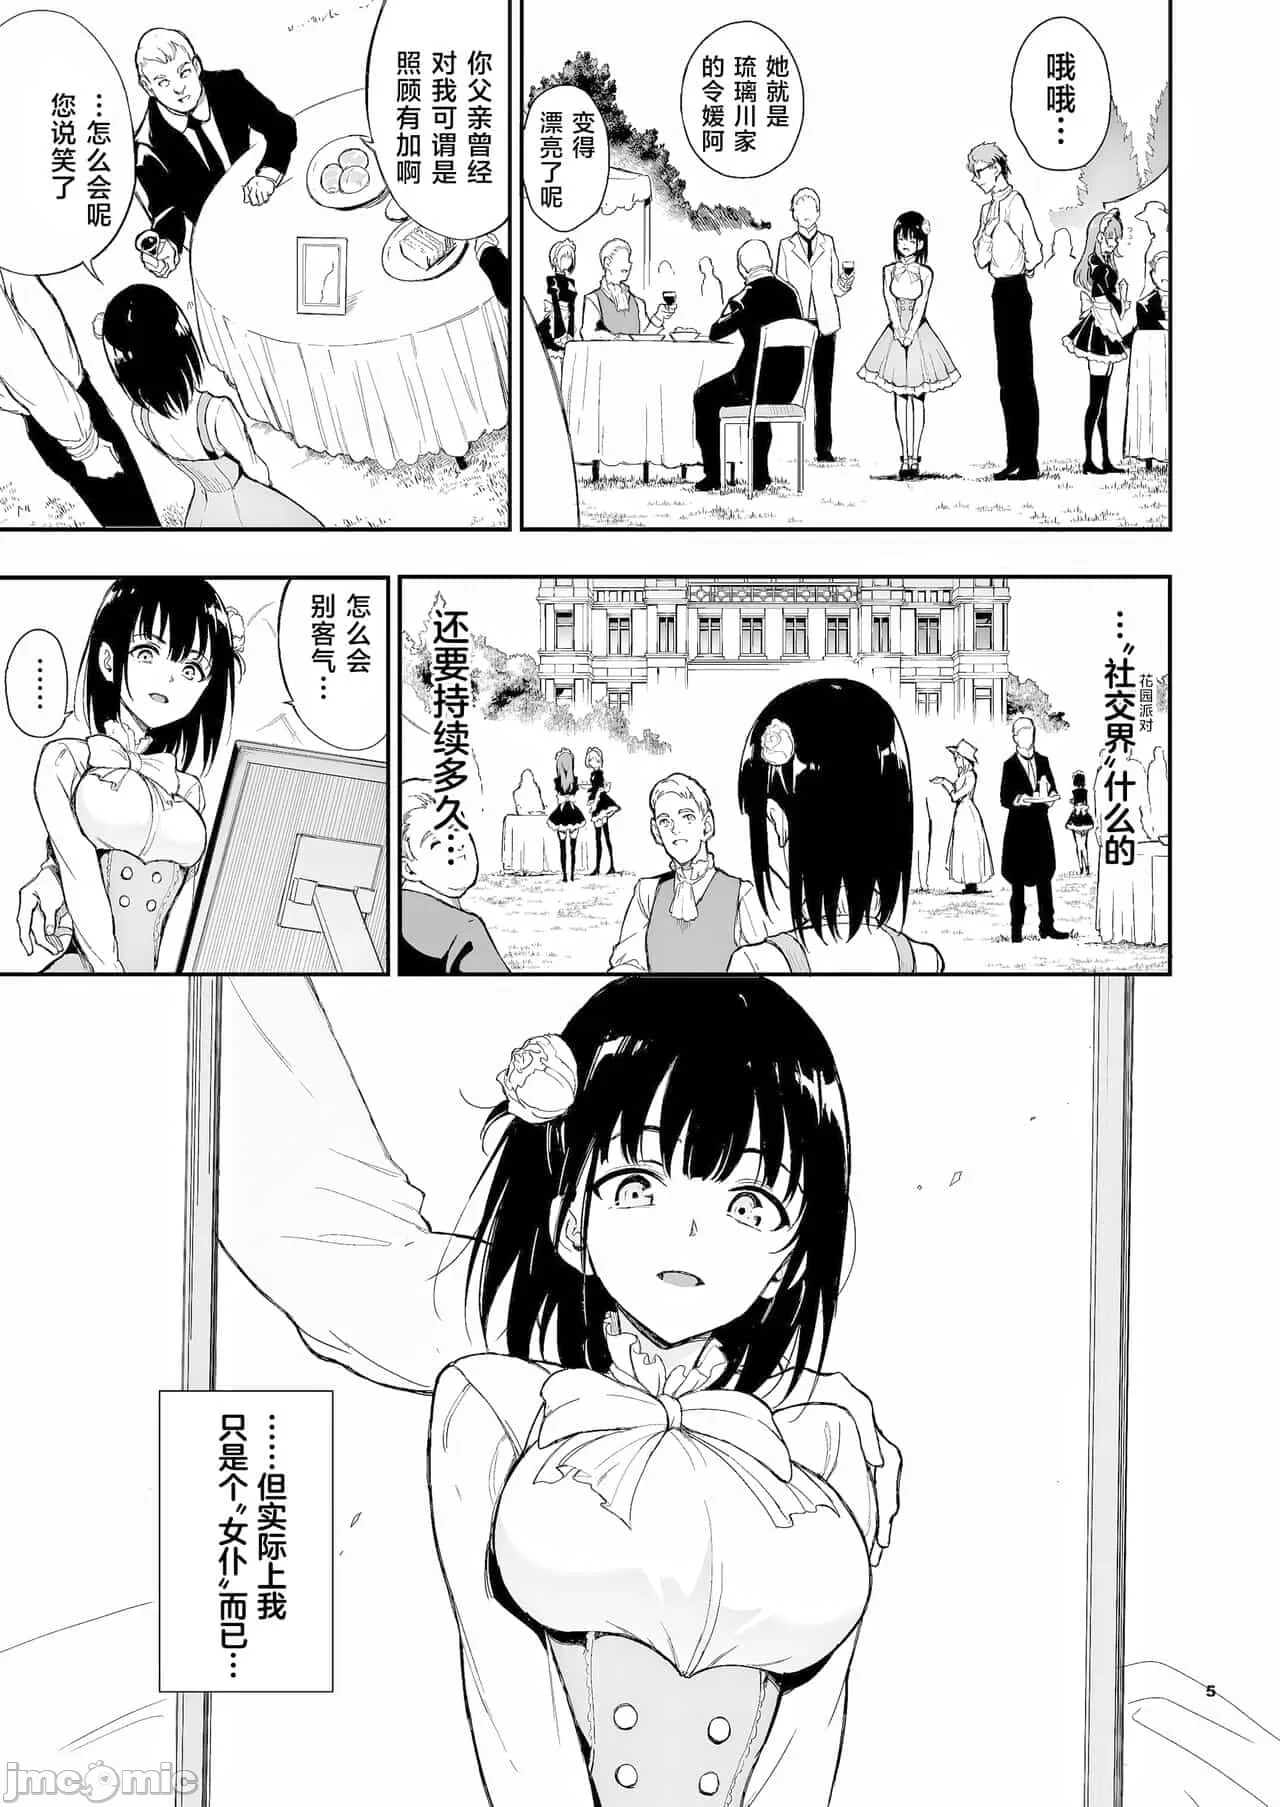 哦哦…
她就是
琉璃川家
的令媛阿
变得
漂亮了呢
你父亲曾经
对我可谓是
照顾有加啊
…怎么会呢
您说笑了
花园派对
…〝社交界〞什么的
还要持续多久…
怎么会
别客气…
……
……但实际上我
只是个〝女仆〞而已…
5
jmcomic